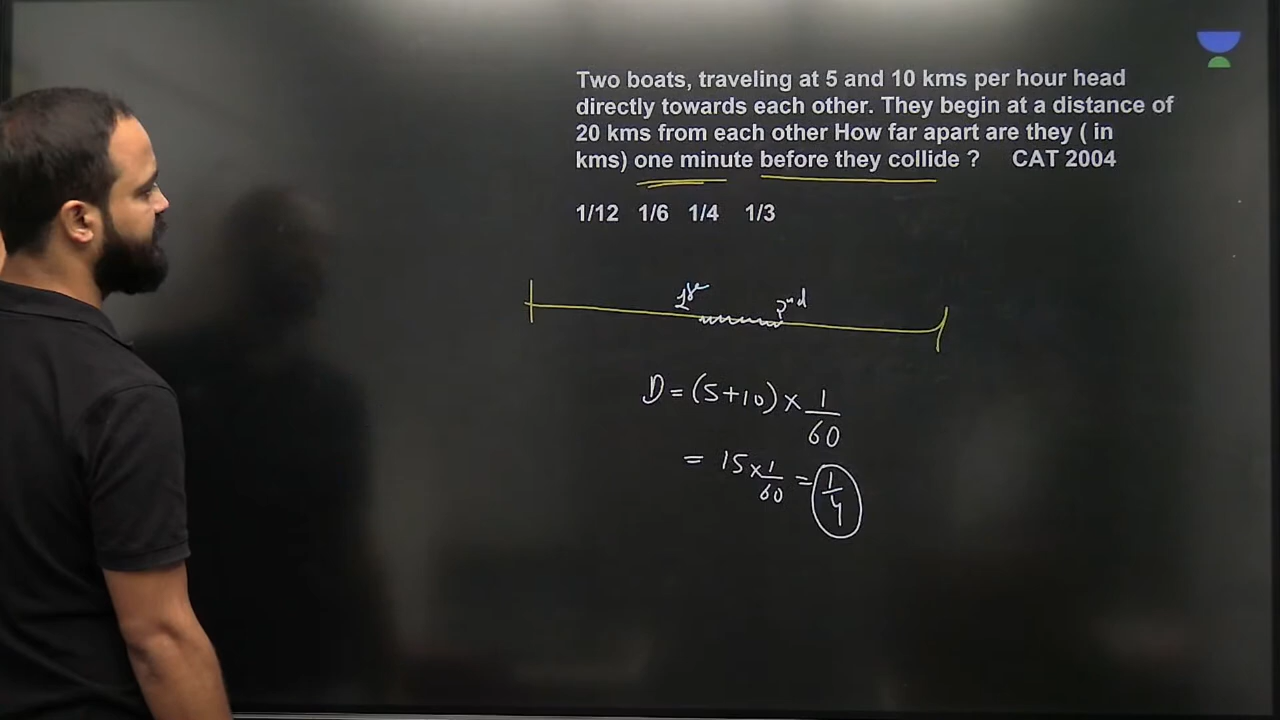 Two boats, traveling at 5 and 10 kms per hour head
directly towards each other. They begin at a distance of
20 kms from each other How far apart are they ( in
kms) one minute before they collide ? CAT 2004
1/12 1/6 1/4 1/3
1st 2nd
D = (5+10) × 1/60
= 15 × 1/60 = 1/4